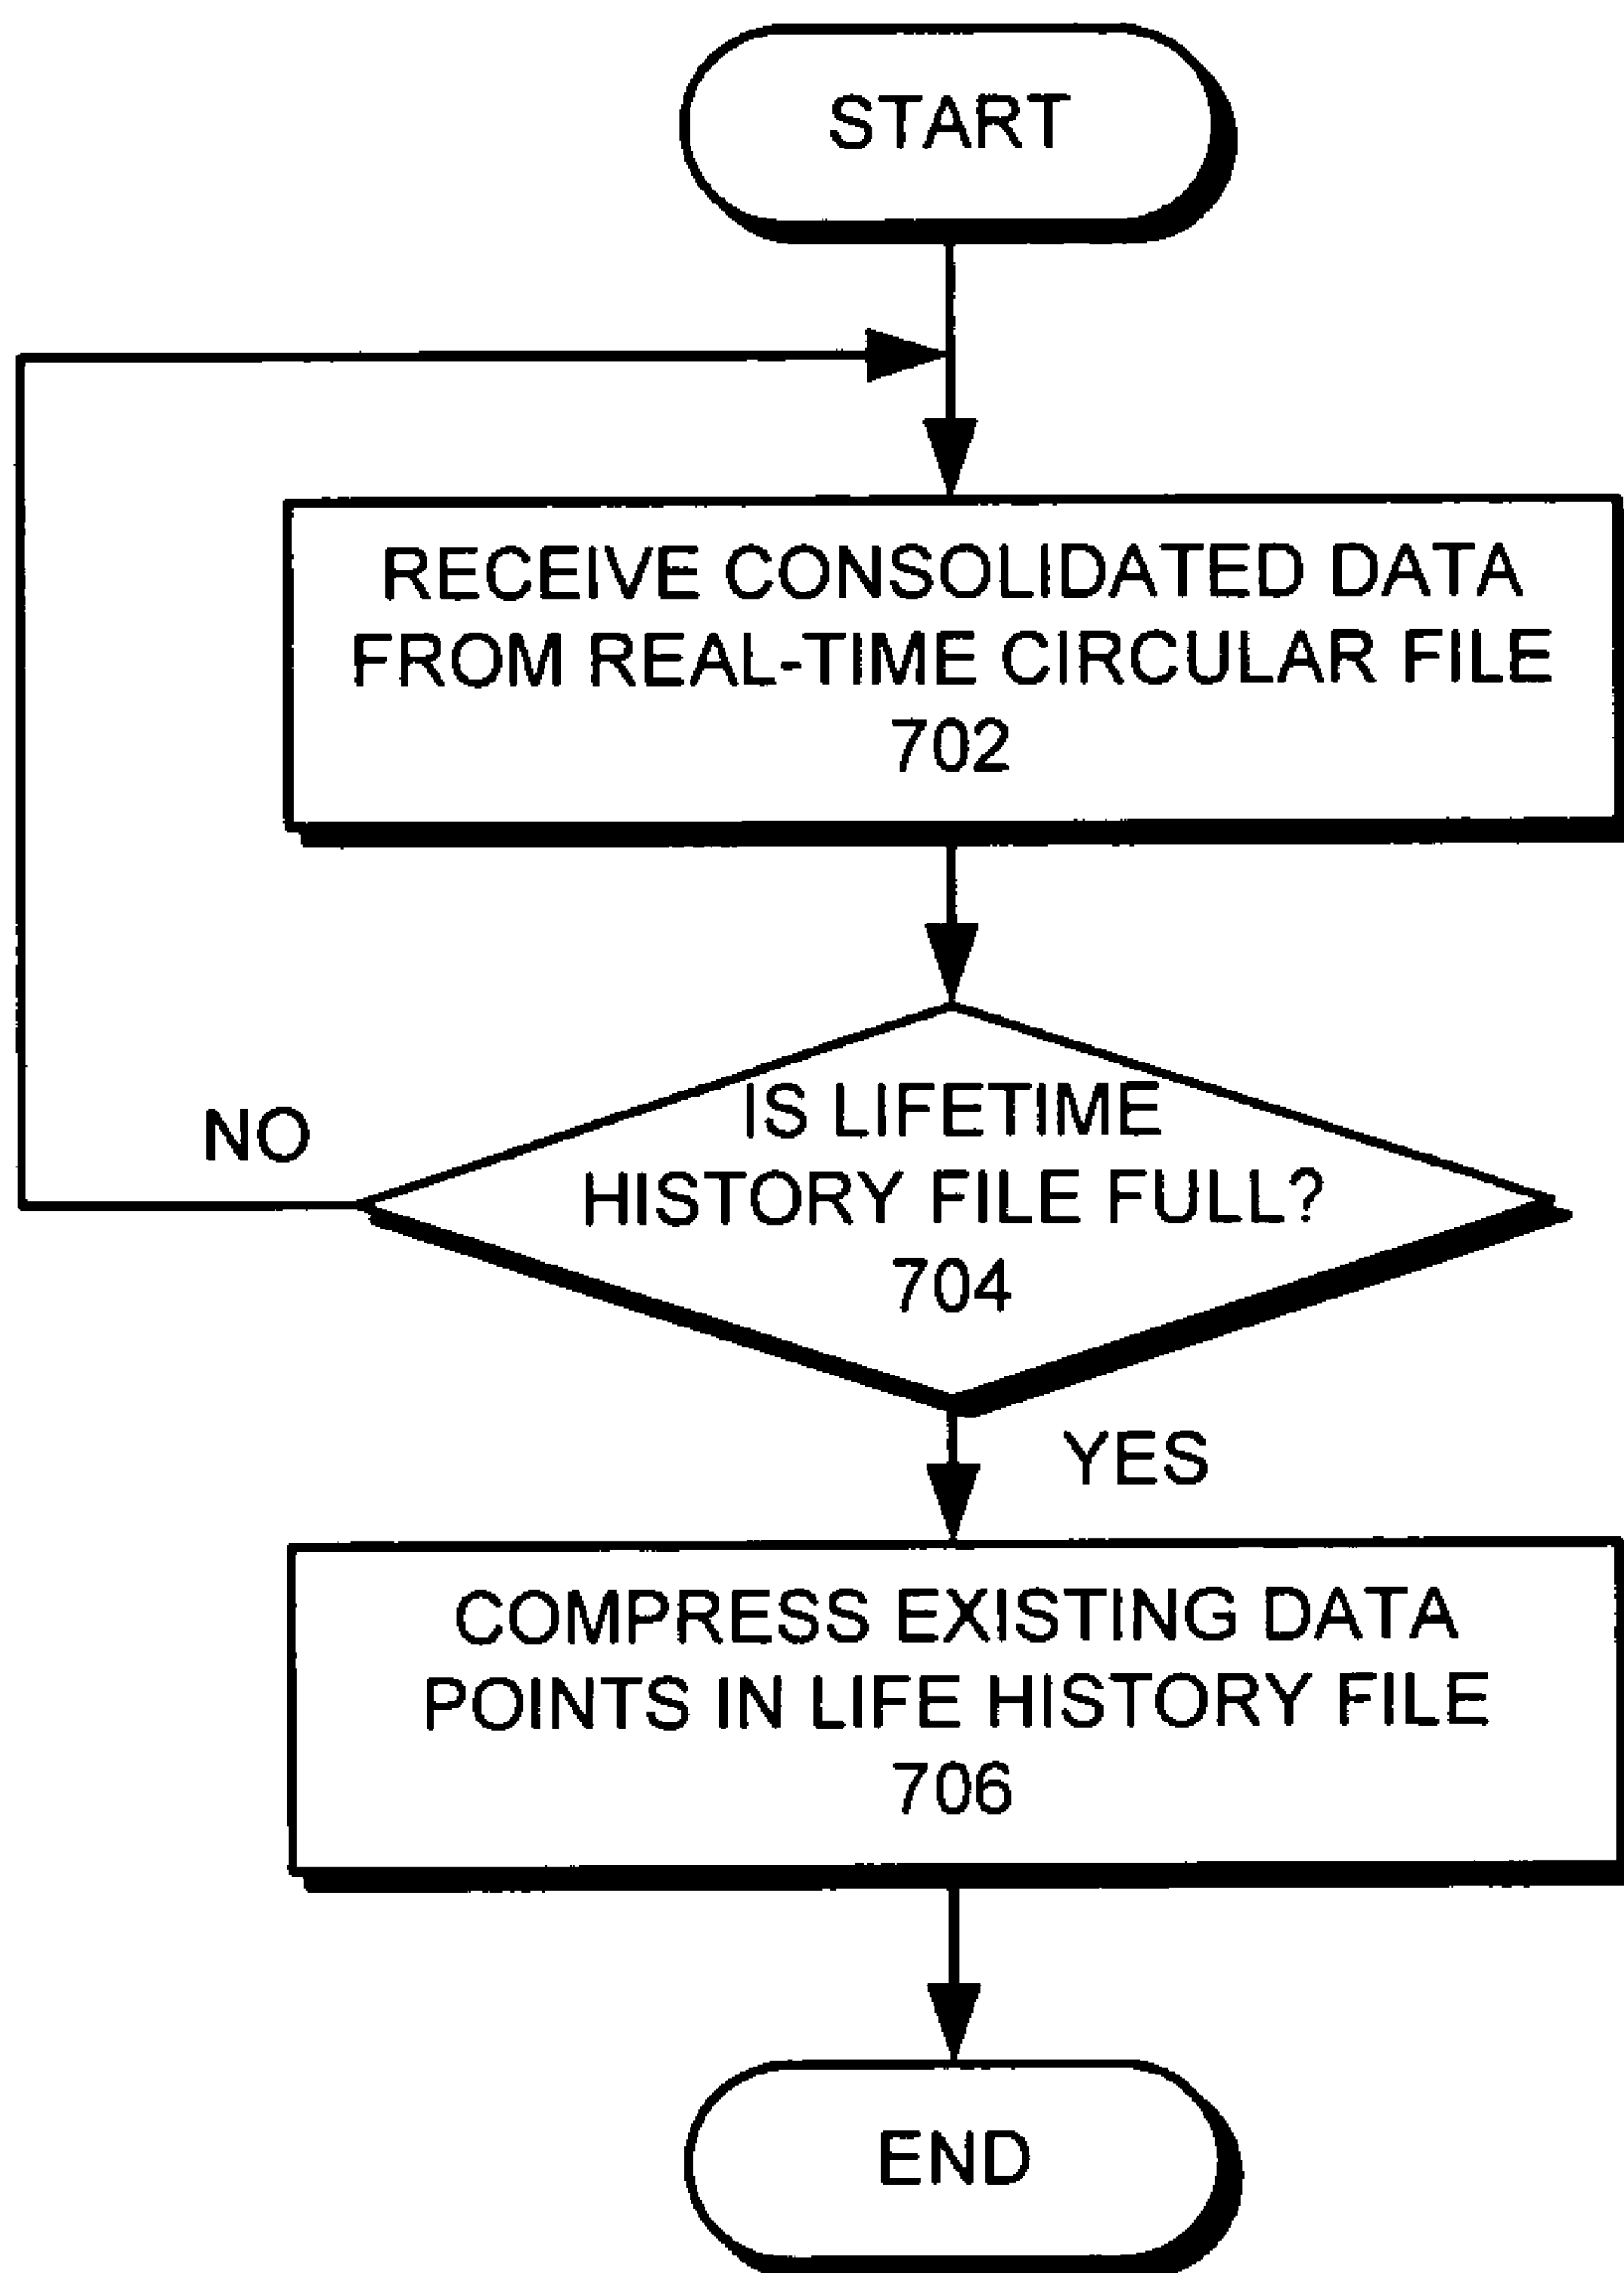 START
RECEIVE CONSOLIDATED DATA
FROM REAL-TIME CIRCULAR FILE
702
IS LIFETIME
HISTORY FILE FULL?
704
NO
YES
COMPRESS EXISTING DATA
POINTS IN LIFE HISTORY FILE
706
END